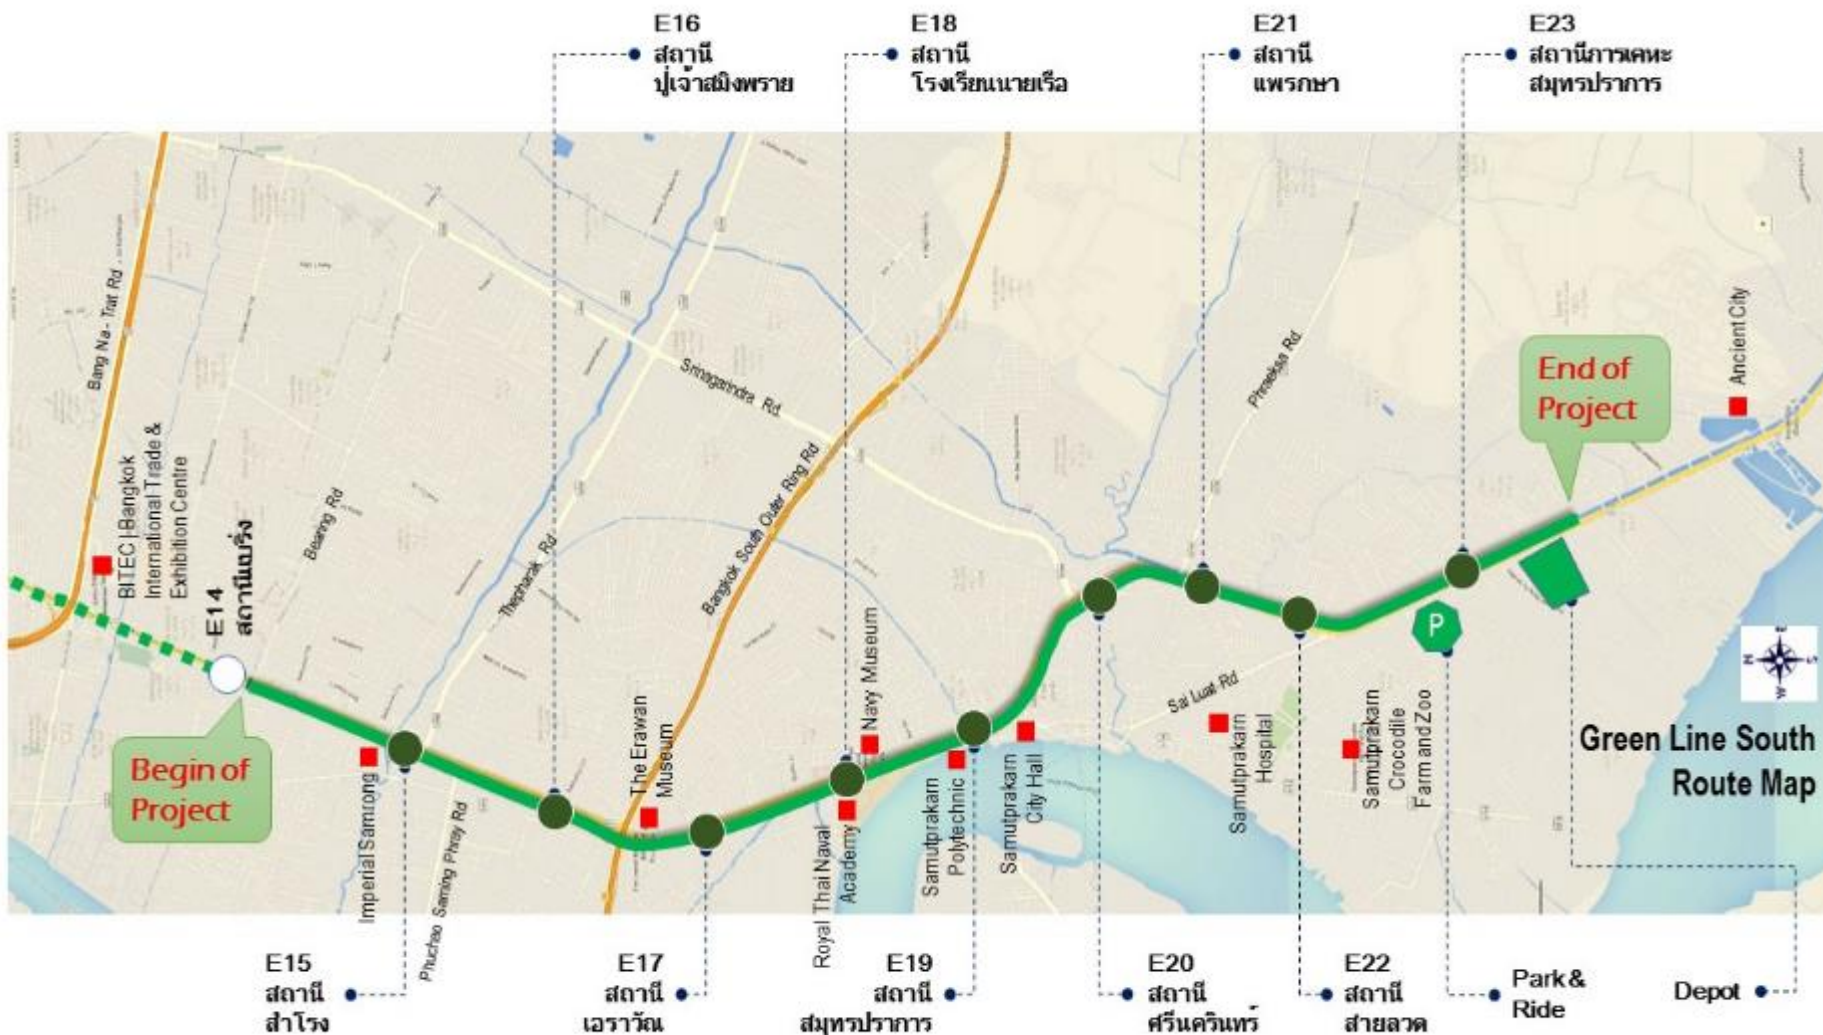 E16
สถานี
ปู่เจ้าสมิงพราย
E18
สถานี
โรงเรียนนายเรือ
E21
สถานี
แพรกษา
E23
สถานีการเคหะ
สมุทรปราการ
Bang Na - Trat Rd
BITEC |-Bangkok
International Trade &
Exhibition Centre
E14
สถานีแบริ่ง
Bearing Rd
Thepharak Rd
Srinagarindra Rd
Bangkok South Outer Ring Rd
Phraeksa Rd
End of
Project
Ancient City
Begin of
Project
Imperial Samrong
Phuchao Saming Phray Rd
The Erawan
Museum
Navy Museum
Royal Thai Naval
Academy
Samutprakarn
Polytechnic
Samutprakarn
City Hall
Sai Luat Rd
Samutprakarn
Hospital
Samutprakarn
Crocodile
Farm and Zoo
P
N
E
S
W
Green Line South
Route Map
E15
สถานี
สำโรง
E17
สถานี
เอราวัณ
E19
สถานี
สมุทรปราการ
E20
สถานี
ศรีนครินทร์
E22
สถานี
สายลวด
Park &
Ride
Depot